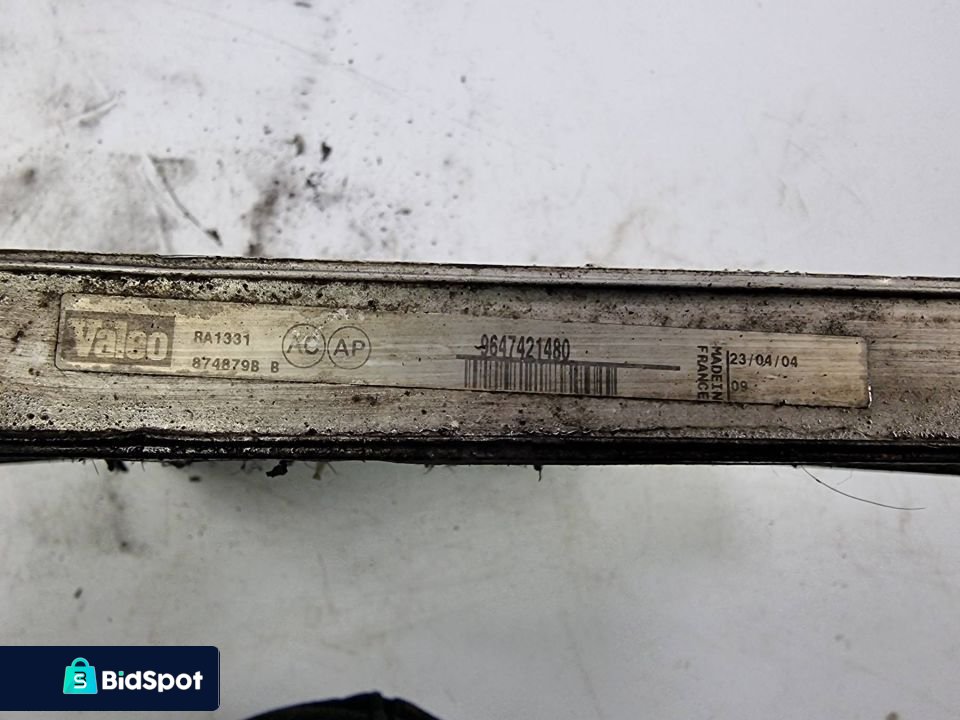 Valeo
RA1331
874879B B
AC AP
9647421480
MADE IN
FRANCE
23/04/04
09
BidSpot